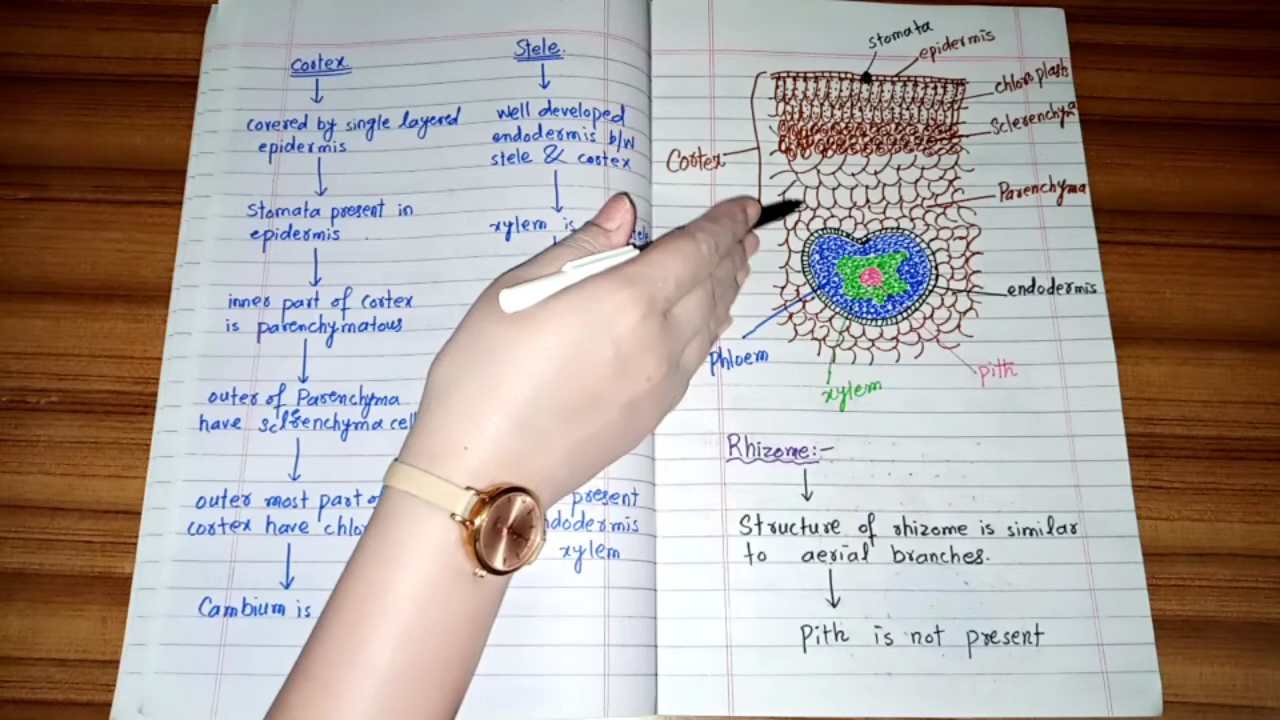 Cortex
covered by single layered
epidermis
Stomata present in
epidermis
inner part of cortex
is parenchymatous
outer of Parenchyma
have sclerenchyma cel
outer most part of
cortex have chlo
Cambium is
Stele.
well developed
endodermis b/w
stele & cortex
xylem is
present
ndodermis
xylem
stomata
epidermis
chloroplasts
Sclerenchyma
Cortex
Parenchyma
endodermis
Phloem
pith
xylem
Rhizome:-
Structure of rhizome is similar
to aerial branches.
Pith is not present